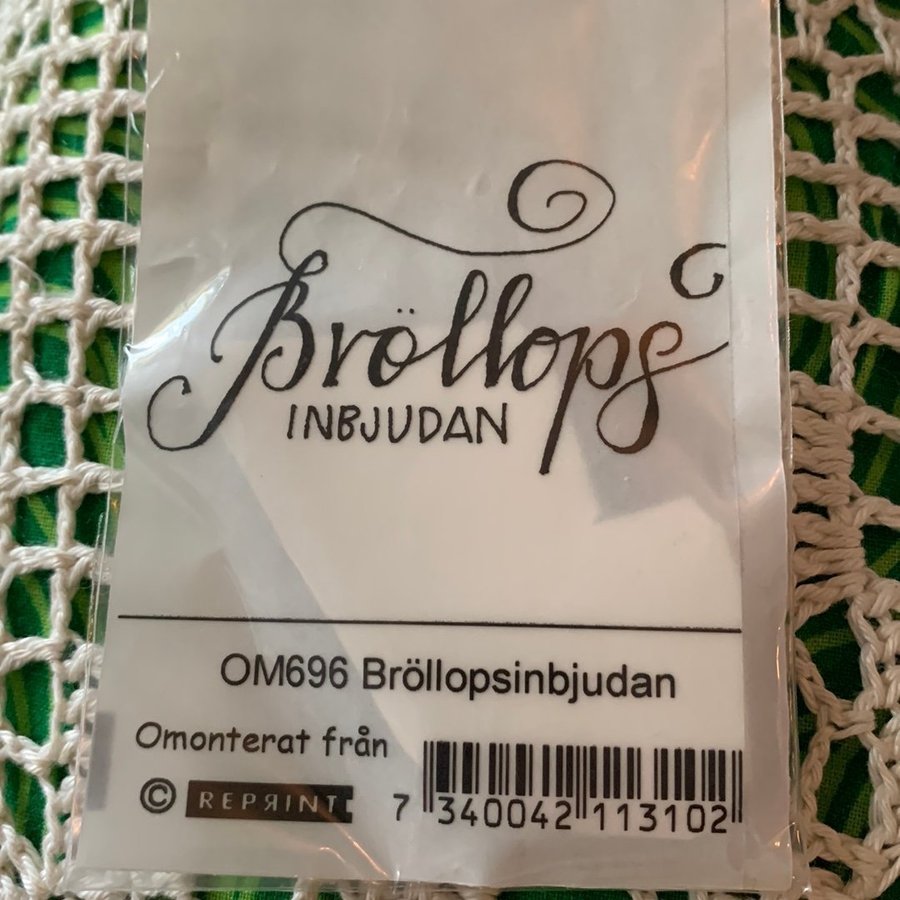 Bröllops
INBJUDAN
OM696 Bröllopsinbjudan
Omonterat från
© REPRINT
7 340042 113102